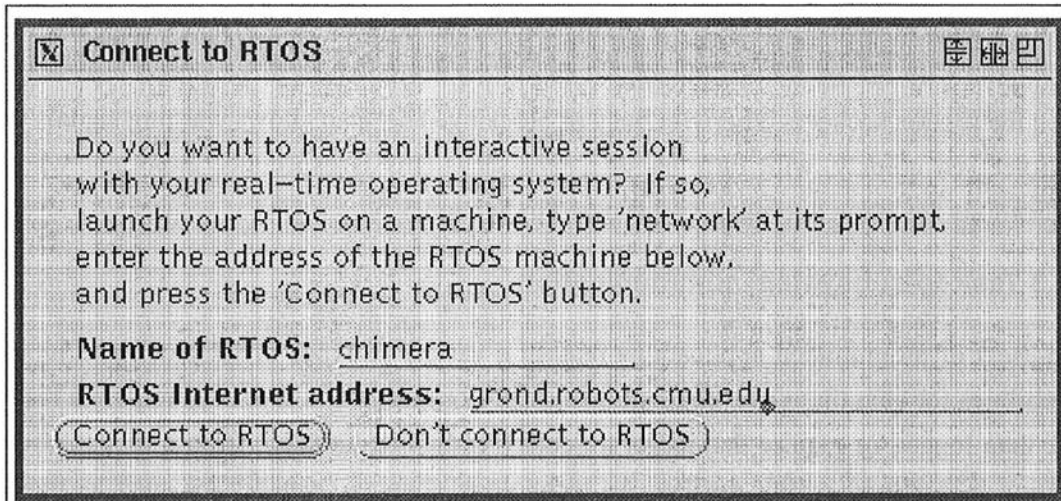 Connect to RTOS
Do you want to have an interactive session
with your real-time operating system? If so,
launch your RTOS on a machine, type 'network' at its prompt,
enter the address of the RTOS machine below,
and press the 'Connect to RTOS' button.
Name of RTOS: chimera
RTOS Internet address: grond.robots.cmu.edu
Connect to RTOS Don't connect to RTOS